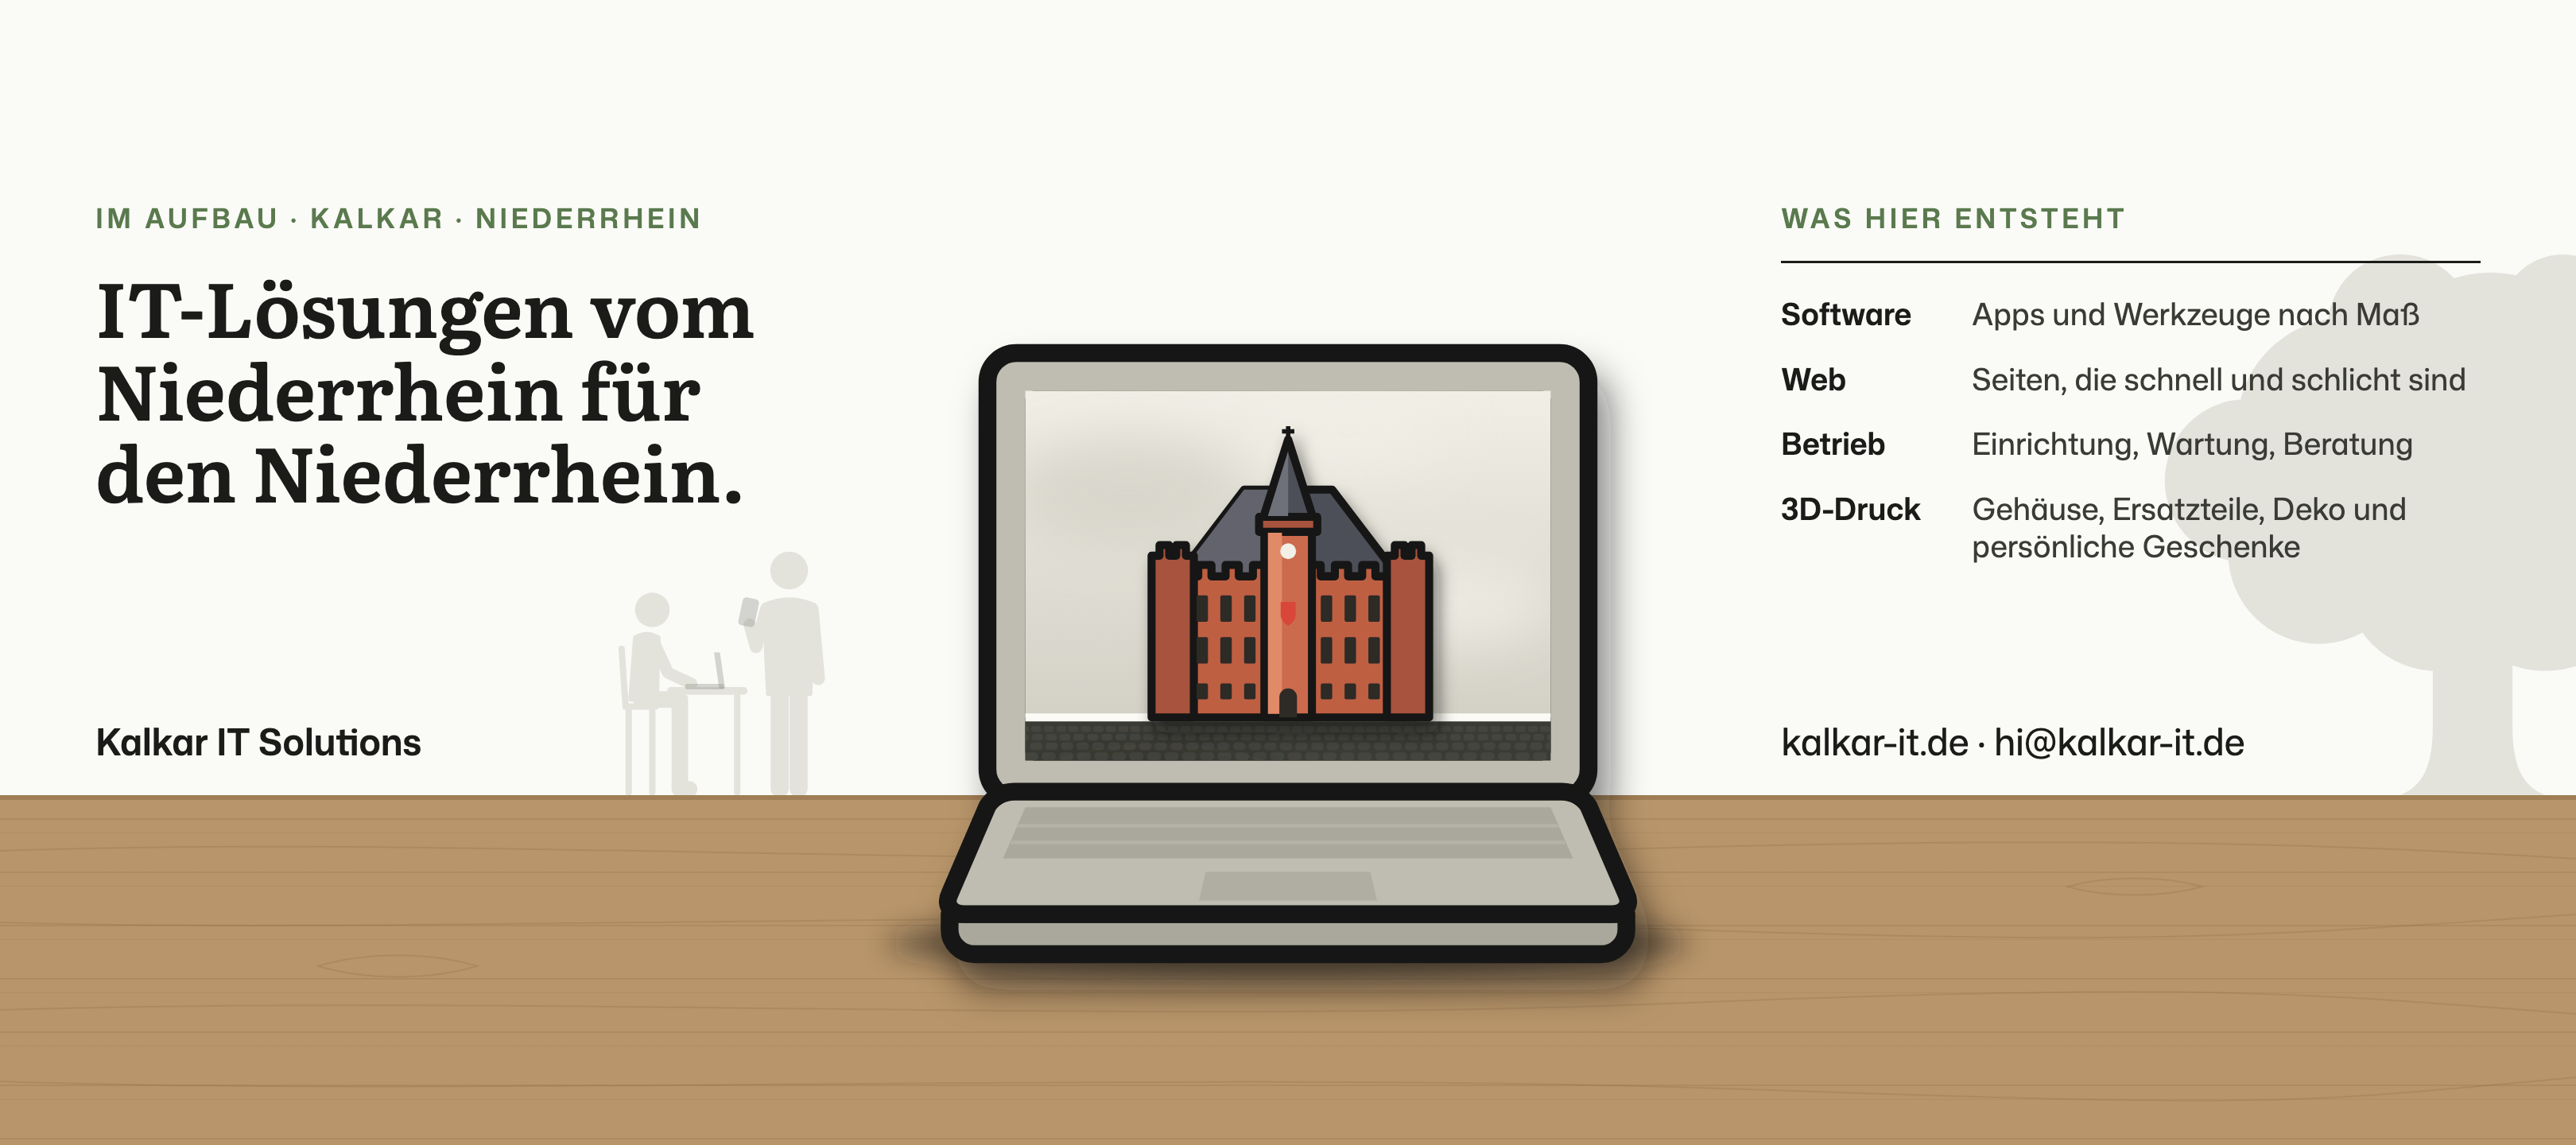 IM AUFBAU · KALKAR · NIEDERRHEIN
IT-Lösungen vom
Niederrhein für
den Niederrhein.
Kalkar IT Solutions
WAS HIER ENTSTEHT
Software Apps und Werkzeuge nach Maß
Web Seiten, die schnell und schlicht sind
Betrieb Einrichtung, Wartung, Beratung
3D-Druck Gehäuse, Ersatzteile, Deko und
persönliche Geschenke
kalkar-it.de · hi@kalkar-it.de